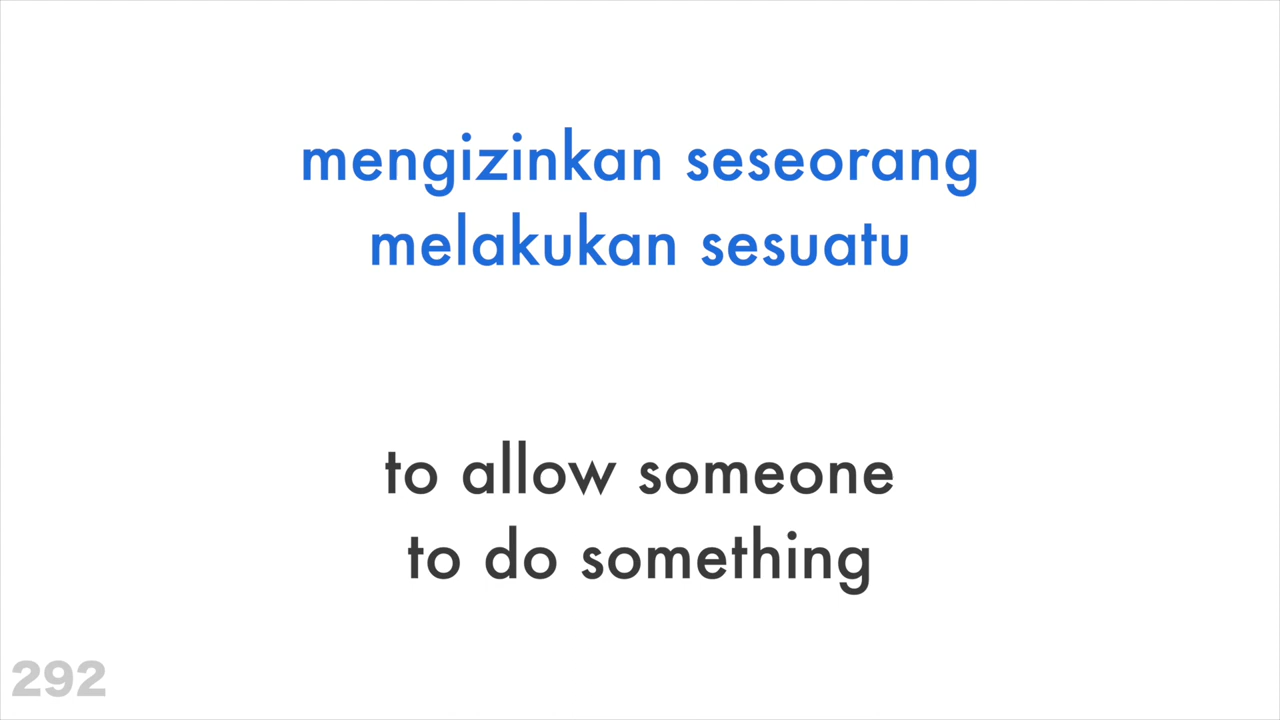 mengizinkan seseorang
melakukan sesuatu
to allow someone
to do something
292